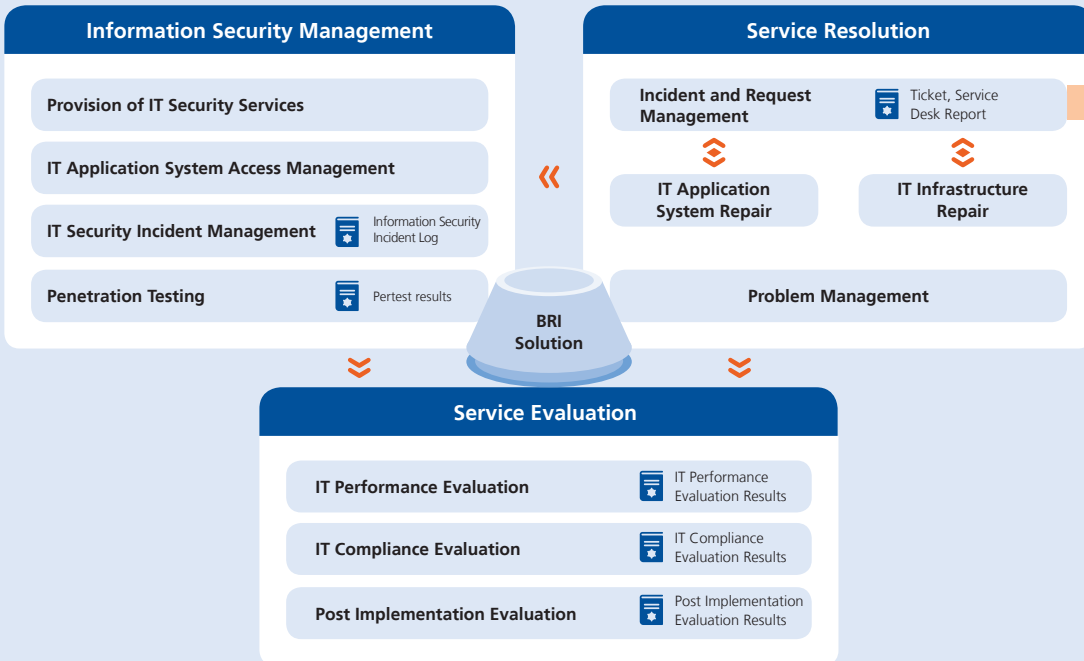 Information Security Management
Provision of IT Security Services
IT Application System Access Management
IT Security Incident Management
Information Security
Incident Log
Penetration Testing
Pertest results
Service Resolution
Incident and Request
Management
Ticket, Service
Desk Report
IT Application
System Repair
IT Infrastructure
Repair
Problem Management
BRI
Solution
Service Evaluation
IT Performance Evaluation
IT Performance
Evaluation Results
IT Compliance Evaluation
IT Compliance
Evaluation Results
Post Implementation Evaluation
Post Implementation
Evaluation Results